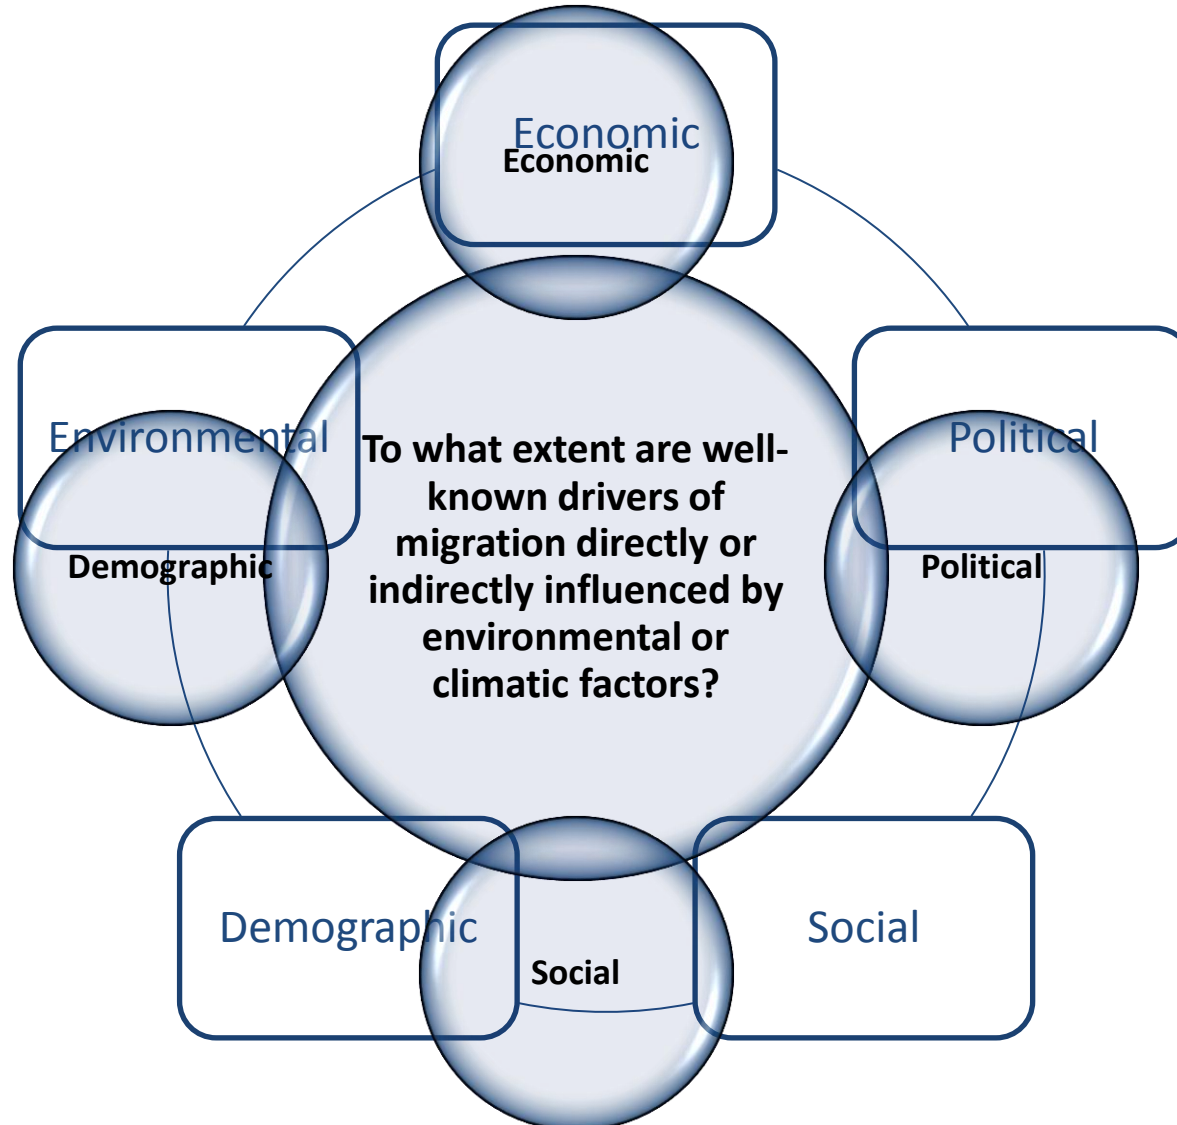 Economic
Economic
Environmental
Political
To what extent are well-
known drivers of
migration directly or
indirectly influenced by
environmental or
climatic factors?
Demographic
Political
Demographic
Social
Social